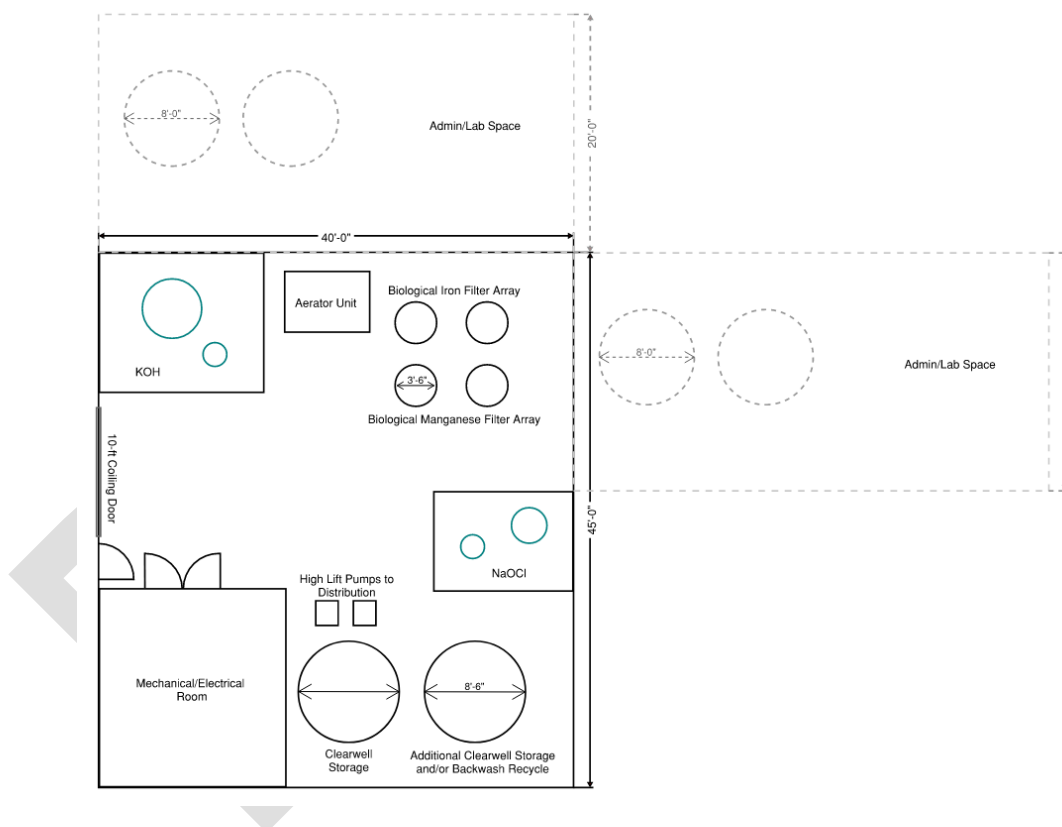 8'-0"
Admin/Lab Space
20'-0"
40'-0"
Aerator Unit
Biological Iron Filter Array
KOH
3'-6"
Biological Manganese Filter Array
8'-0"
Admin/Lab Space
10-ft Coiling Door
45'-0"
NaOCl
High Lift Pumps to
Distribution
Mechanical/Electrical
Room
8'-6"
Clearwell
Storage
Additional Clearwell Storage
and/or Backwash Recycle